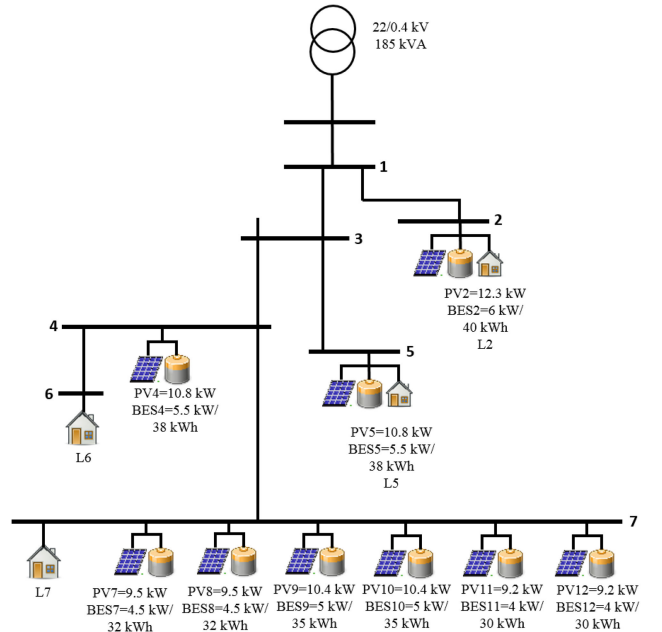 22/0.4 kV
185 kVA
1
2
PV2=12.3 kW
BES2=6 kW/
40 kWh
L2
3
4
PV4=10.8 kW
BES4=5.5 kW/
38 kWh
5
PV5=10.8 kW
BES5=5.5 kW/
38 kWh
L5
6
L6
7
L7
PV7=9.5 kW
BES7=4.5 kW/
32 kWh
PV8=9.5 kW
BES8=4.5 kW/
32 kWh
PV9=10.4 kW
BES9=5 kW/
35 kWh
PV10=10.4 kW
BES10=5 kW/
35 kWh
PV11=9.2 kW
BES11=4 kW/
30 kWh
PV12=9.2 kW
BES12=4 kW/
30 kWh